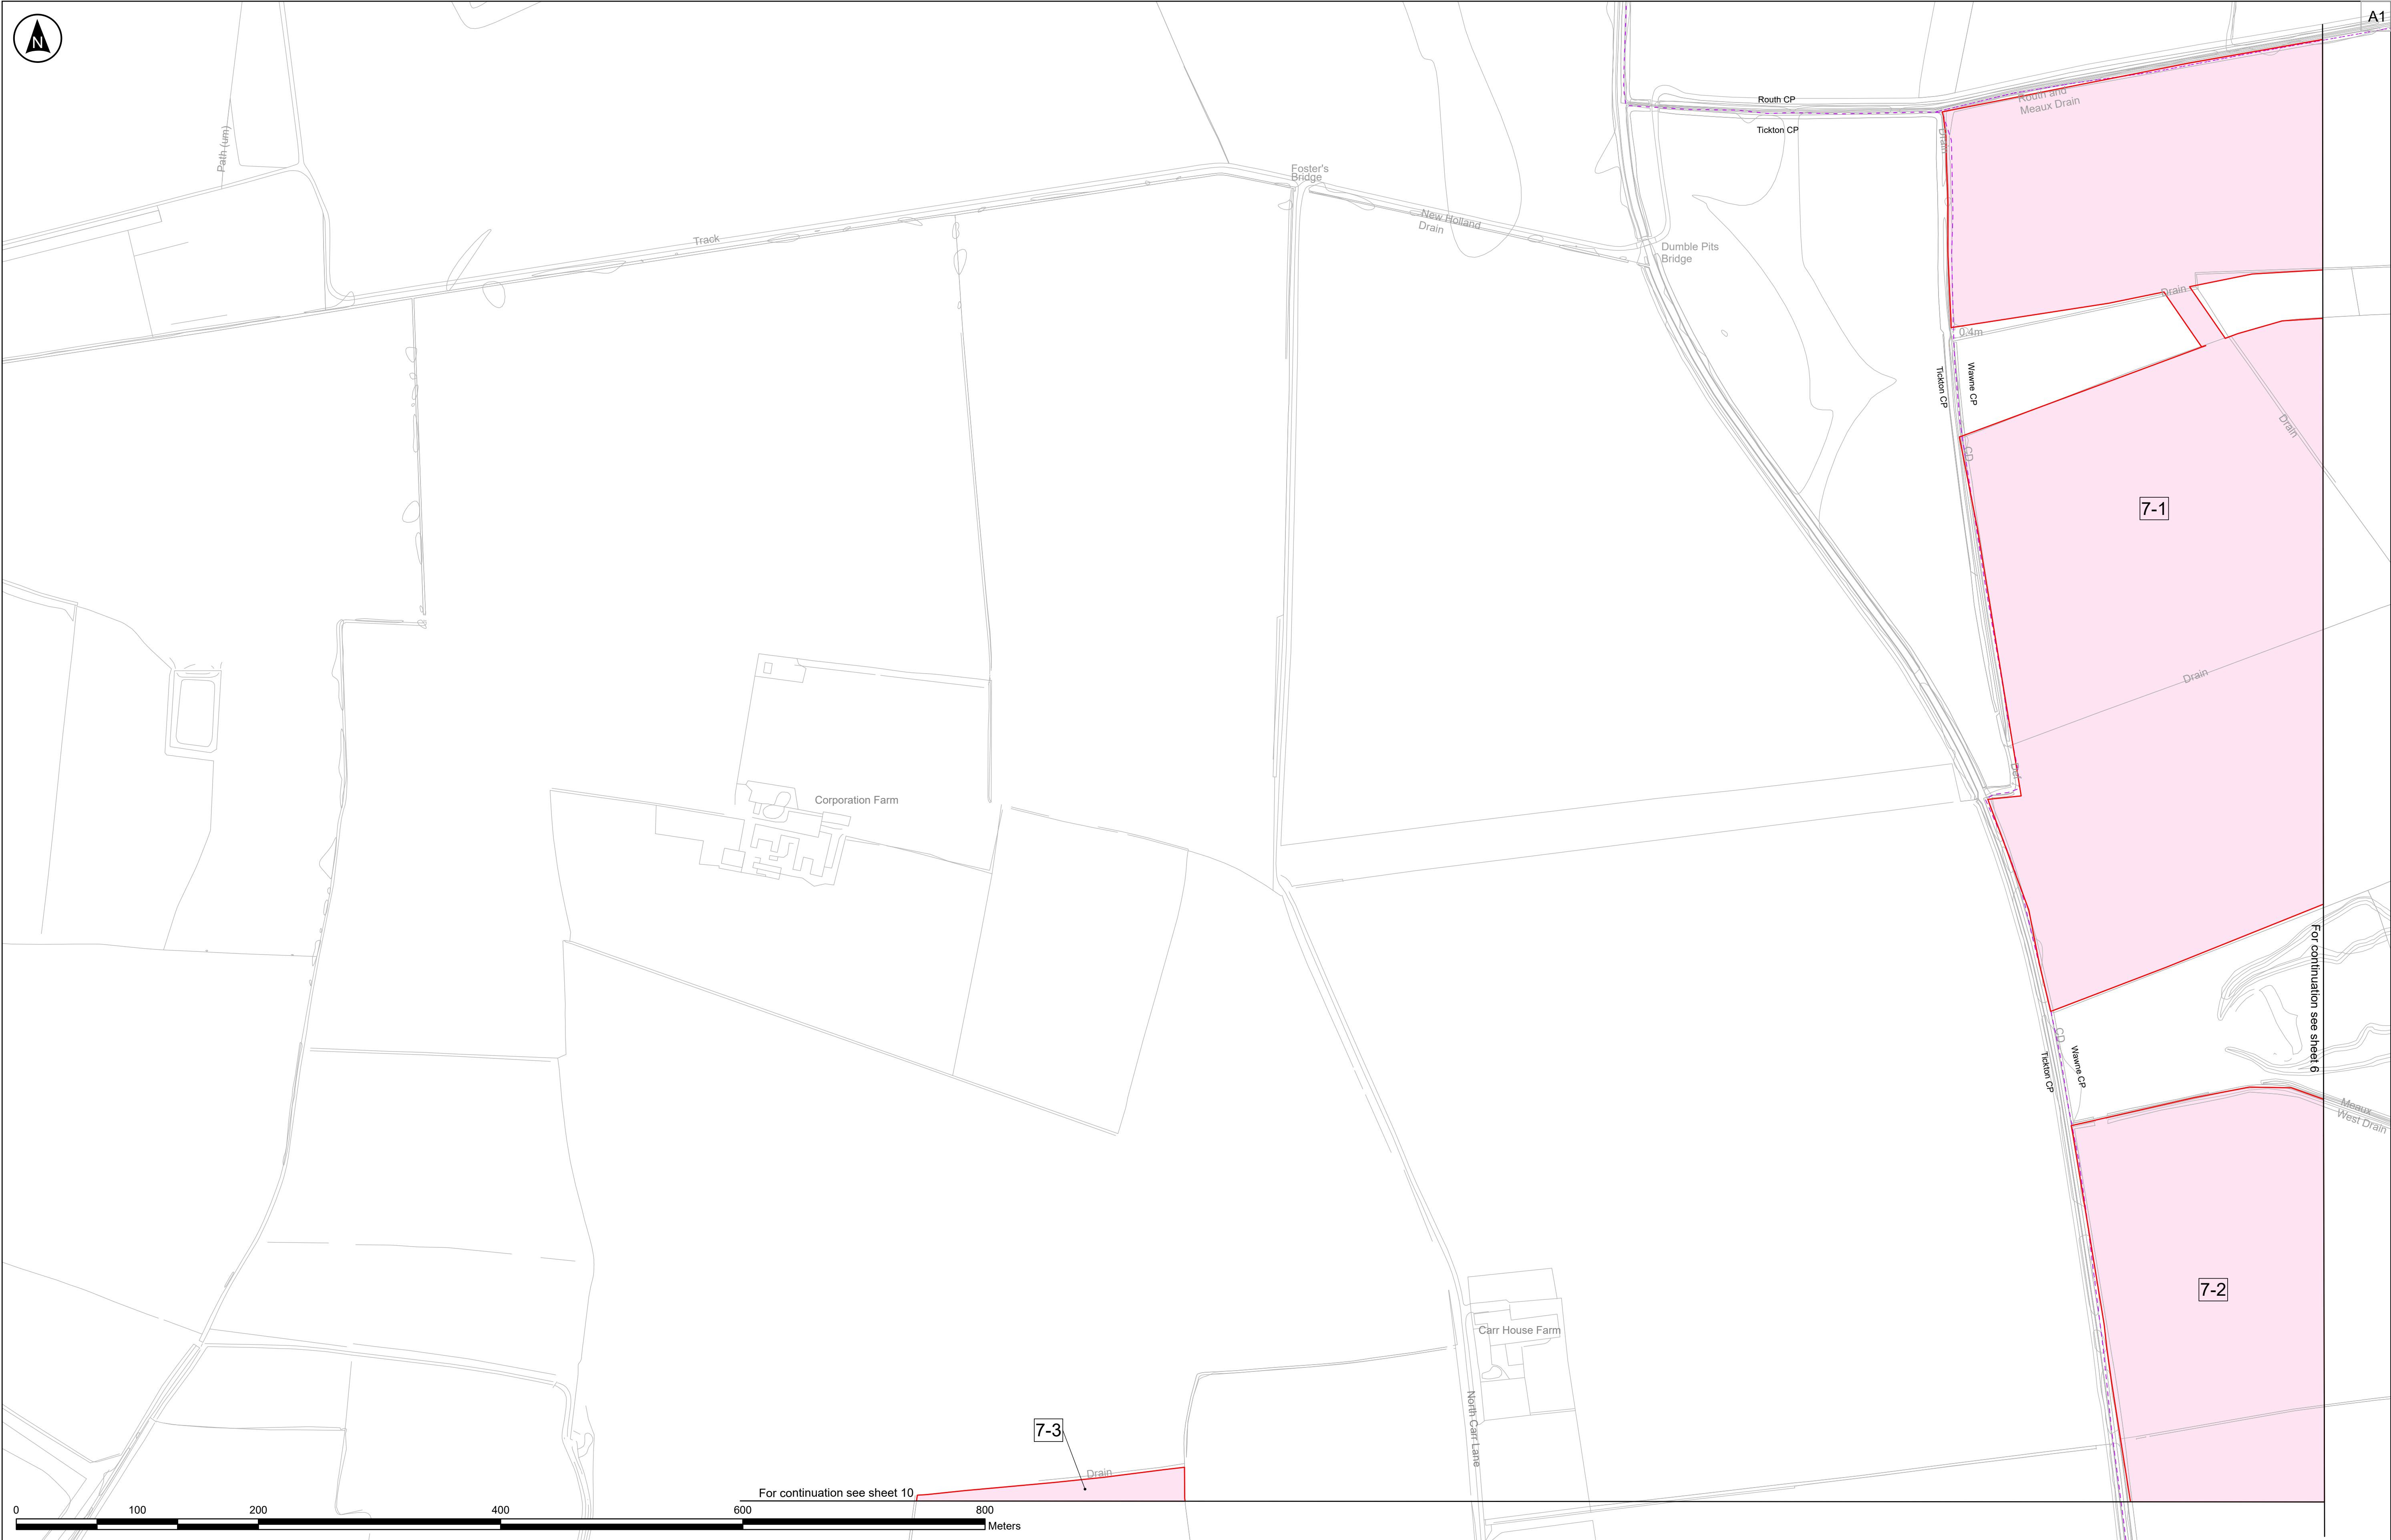 N
A1
Routh CP
Routh and
Meaux Drain
Path (um)
Tickton CP
Drain
Foster's
Bridge
New Holland
Drain
Track
Dumble Pits
Bridge
Drain
0.4m
Tickton CP
Wawne CP
Drain
CD
7-1
Drain
Def
Corporation Farm
For continuation see sheet 6
CD
Tickton CP
Wawne CP
Meaux
West Drain
7-2
Carr House Farm
North Carr Lane
7-3
Drain
For continuation see sheet 10
0 100 200 400 600 800
Meters